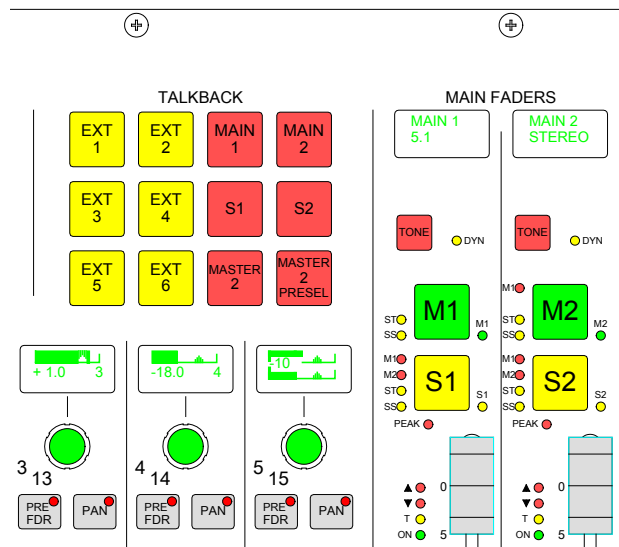 TALKBACK
MAIN FADERS
MAIN 1
5.1
MAIN 2
STEREO
EXT
1
EXT
2
MAIN
1
MAIN
2
EXT
3
EXT
4
S1
S2
TONE
DYN
TONE
DYN
EXT
5
EXT
6
MASTER
2
MASTER
2
PRESEL
M1
ST
SS
M1
M1
ST
SS
M2
M2
M1
M2
ST
SS
S1
S1
M1
M2
ST
SS
S2
S2
PEAK
PEAK
+ 1.0 3
-18.0 4
-10
3 13
4 14
5 15
PRE
FDR
PAN
PRE
FDR
PAN
PRE
FDR
PAN
▲
▼
T
ON
0
5
▲
▼
T
ON
0
5